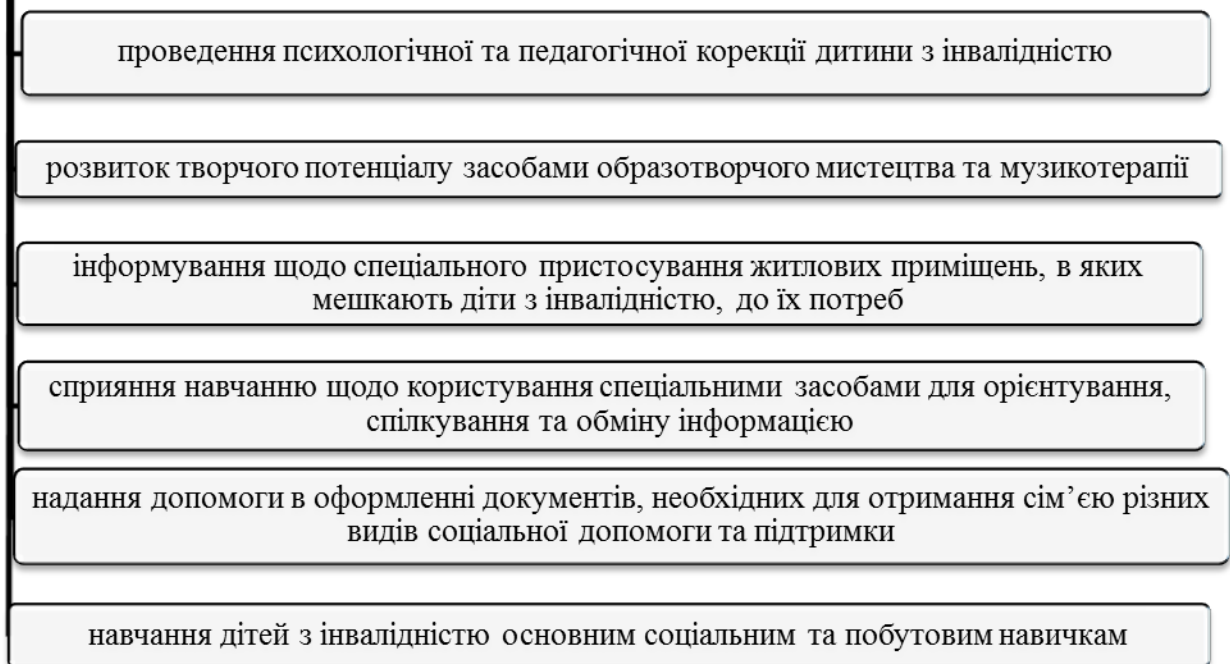 проведення психологічної та педагогічної корекції дитини з інвалідністю
розвиток творчого потенціалу засобами образотворчого мистецтва та музикотерапії
інформування щодо спеціального пристосування житлових приміщень, в яких
мешкають діти з інвалідністю, до їх потреб
сприяння навчанню щодо користування спеціальними засобами для орієнтування,
спілкування та обміну інформацією
надання допомоги в оформленні документів, необхідних для отримання сім’єю різних
видів соціальної допомоги та підтримки
навчання дітей з інвалідністю основним соціальним та побутовим навичкам